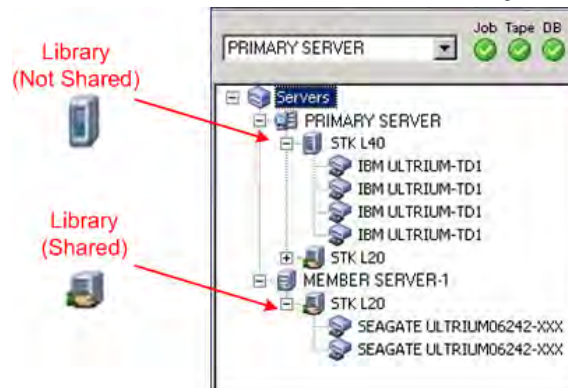 Job Tape DB
PRIMARY SERVER
Library
(Not Shared)
Servers
PRIMARY SERVER
STK L40
IBM ULTRIUM-TD1
IBM ULTRIUM-TD1
IBM ULTRIUM-TD1
IBM ULTRIUM-TD1
STK L20
Library
(Shared)
MEMBER SERVER-1
STK L20
SEAGATE ULTRIUM06242-XXX
SEAGATE ULTRIUM06242-XXX